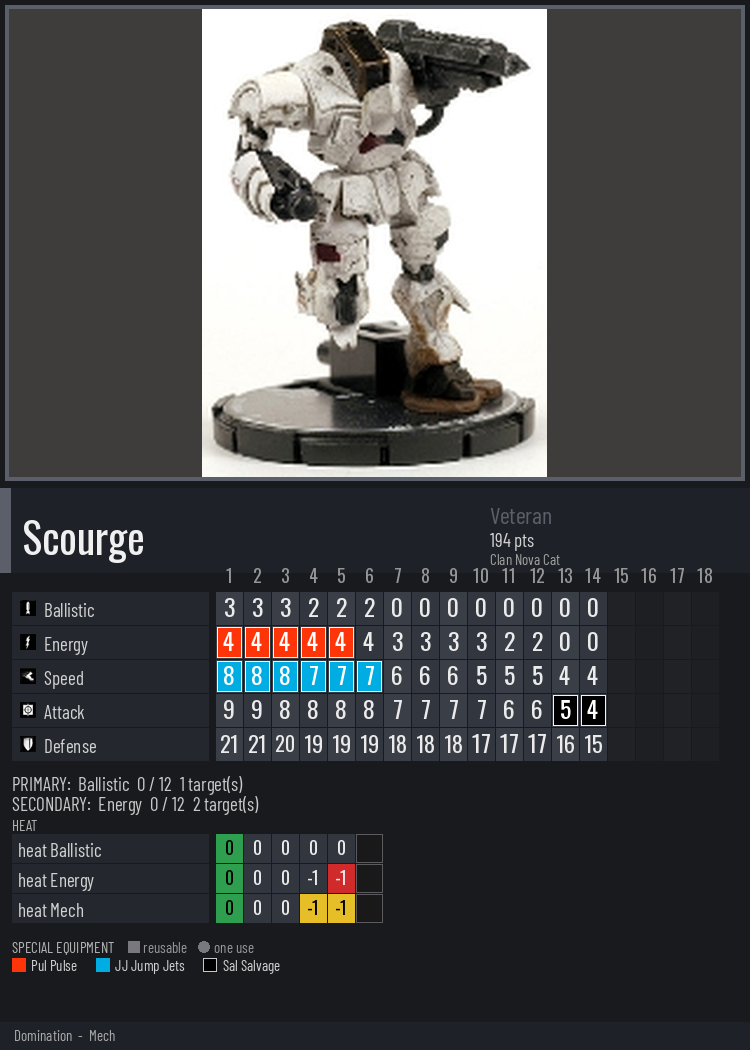 Scourge
Veteran
194 pts
Clan Nova Cat
1 2 3 4 5 6 7 8 9 10 11 12 13 14 15 16 17 18
Ballistic 3 3 3 2 2 2 0 0 0 0 0 0 0 0
Energy 4 4 4 4 4 4 3 3 3 3 2 2 0 0
Speed 8 8 8 7 7 7 6 6 6 5 5 5 4 4
Attack 9 9 8 8 8 8 7 7 7 7 6 6 5 4
Defense 21 21 20 19 19 19 18 18 18 17 17 17 16 15
PRIMARY: Ballistic 0 / 12 1 target(s)
SECONDARY: Energy 0 / 12 2 target(s)
HEAT
heat Ballistic 0 0 0 0 0
heat Energy 0 0 0 -1 -1
heat Mech 0 0 0 -1 -1
SPECIAL EQUIPMENT reusable one use
Pul Pulse JJ Jump Jets Sal Salvage
Domination - Mech